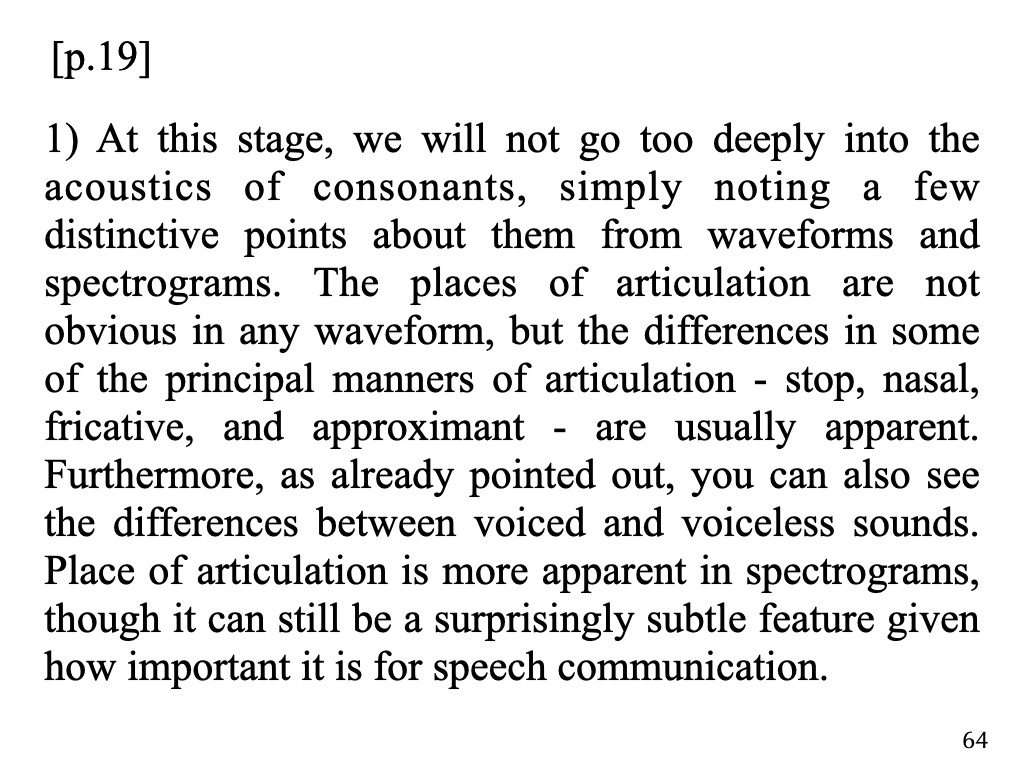 [p.19]
1) At this stage, we will not go too deeply into the
acoustics of consonants, simply noting a few
distinctive points about them from waveforms and
spectrograms. The places of articulation are not
obvious in any waveform, but the differences in some
of the principal manners of articulation - stop, nasal,
fricative, and approximant - are usually apparent.
Furthermore, as already pointed out, you can also see
the differences between voiced and voiceless sounds.
Place of articulation is more apparent in spectrograms,
though it can still be a surprisingly subtle feature given
how important it is for speech communication.
64